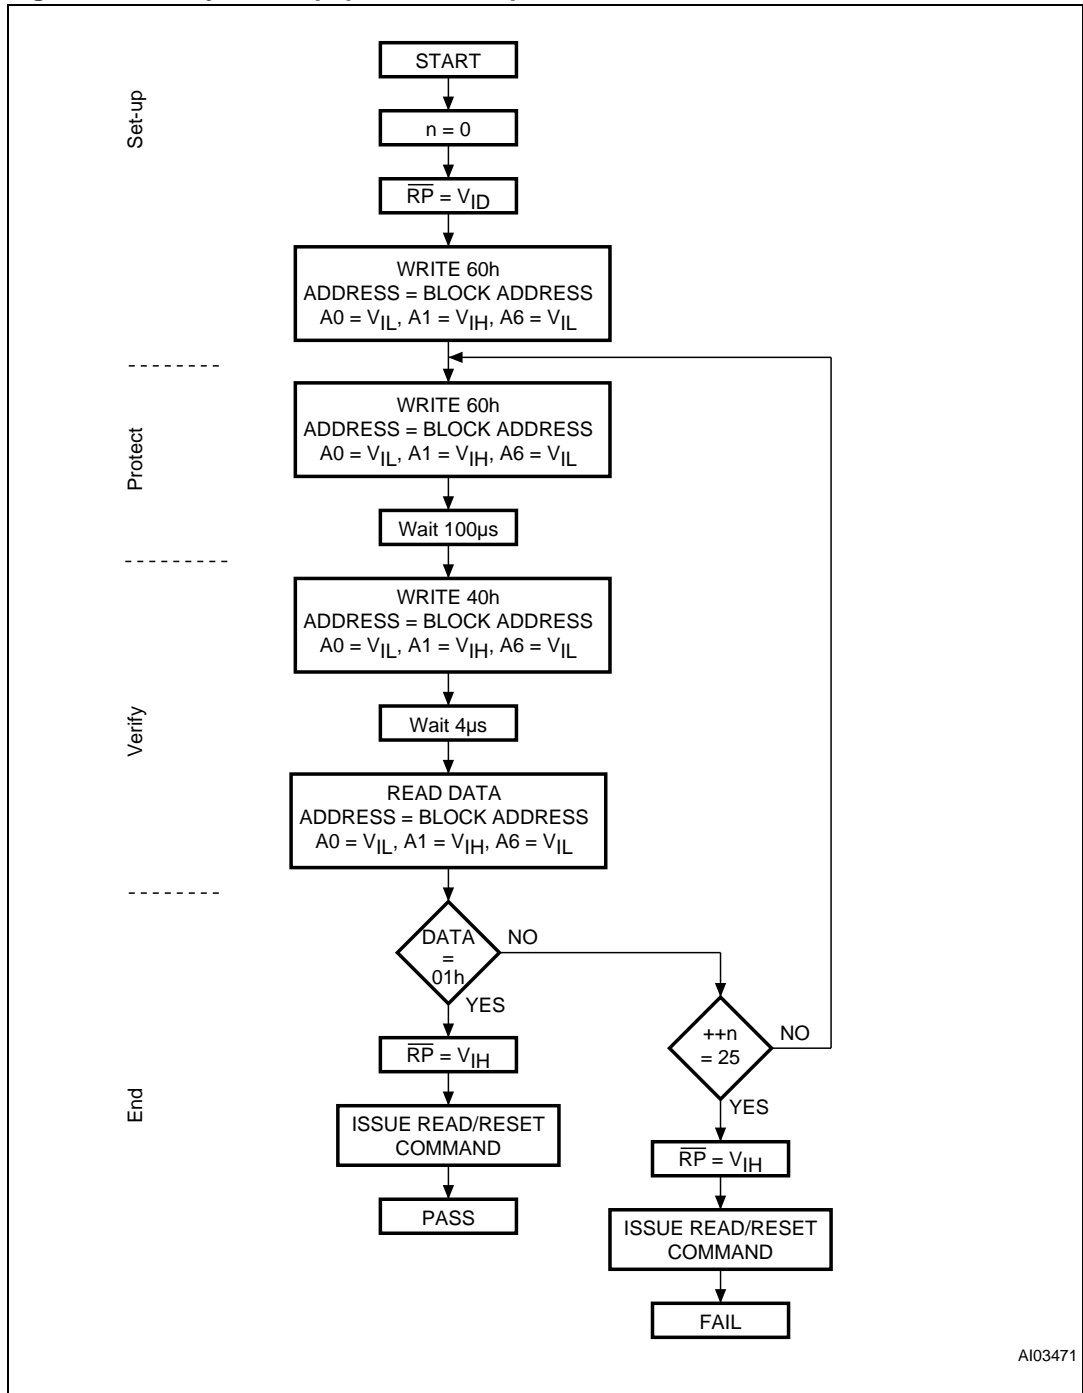 START
Set-up
n = 0
R̅P̅ = VID
WRITE 60h
ADDRESS = BLOCK ADDRESS
A0 = VIL, A1 = VIH, A6 = VIL
Protect
WRITE 60h
ADDRESS = BLOCK ADDRESS
A0 = VIL, A1 = VIH, A6 = VIL
Wait 100µs
Verify
WRITE 40h
ADDRESS = BLOCK ADDRESS
A0 = VIL, A1 = VIH, A6 = VIL
Wait 4µs
READ DATA
ADDRESS = BLOCK ADDRESS
A0 = VIL, A1 = VIH, A6 = VIL
End
DATA
=
01h
NO
YES
++n
= 25
NO
YES
R̅P̅ = VIH
ISSUE READ/RESET
COMMAND
PASS
R̅P̅ = VIH
ISSUE READ/RESET
COMMAND
FAIL
AI03471